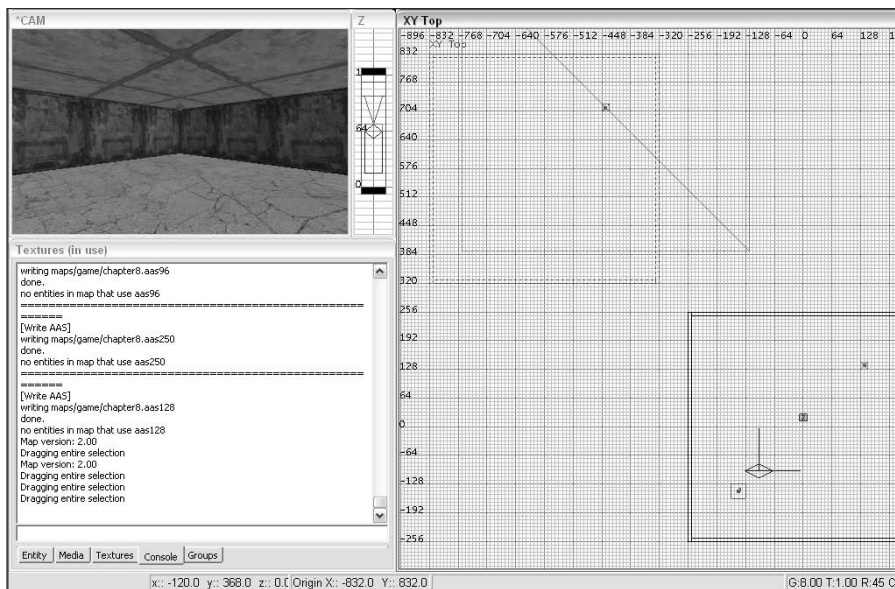 *CAM
Z
XY Top
-896 -832 -768 -704 -640 -576 -512 -448 -384 -320 -256 -192 -128 -64 0 64 128 19
XY Top
832
768
704
640
576
512
448
384
320
256
192
128
64
0
-64
-128
-192
-256
1
64
0
Textures (in use)
writing maps/game/chapter8.aas96
done.
no entities in map that use aas96
=================================================
======
[Write AAS]
writing maps/game/chapter8.aas250
done.
no entities in map that use aas250
=================================================
======
[Write AAS]
writing maps/game/chapter8.aas128
done.
no entities in map that use aas128
Map version: 2.00
Dragging entire selection
Map version: 2.00
Dragging entire selection
Dragging entire selection
Dragging entire selection
Entity Media Textures Console Groups
x:: -120.0 y:: 368.0 z:: 0.0 Origin X:: -832.0 Y:: 832.0 G:8.00 T:1.00 R:45 C